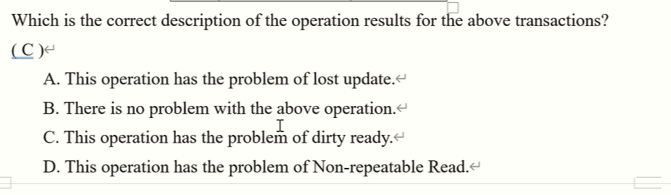 Which is the correct description of the operation results for the above transactions?
( C )↵
A. This operation has the problem of lost update.↵
B. There is no problem with the above operation.↵
C. This operation has the problem of dirty ready.↵
D. This operation has the problem of Non-repeatable Read.↵